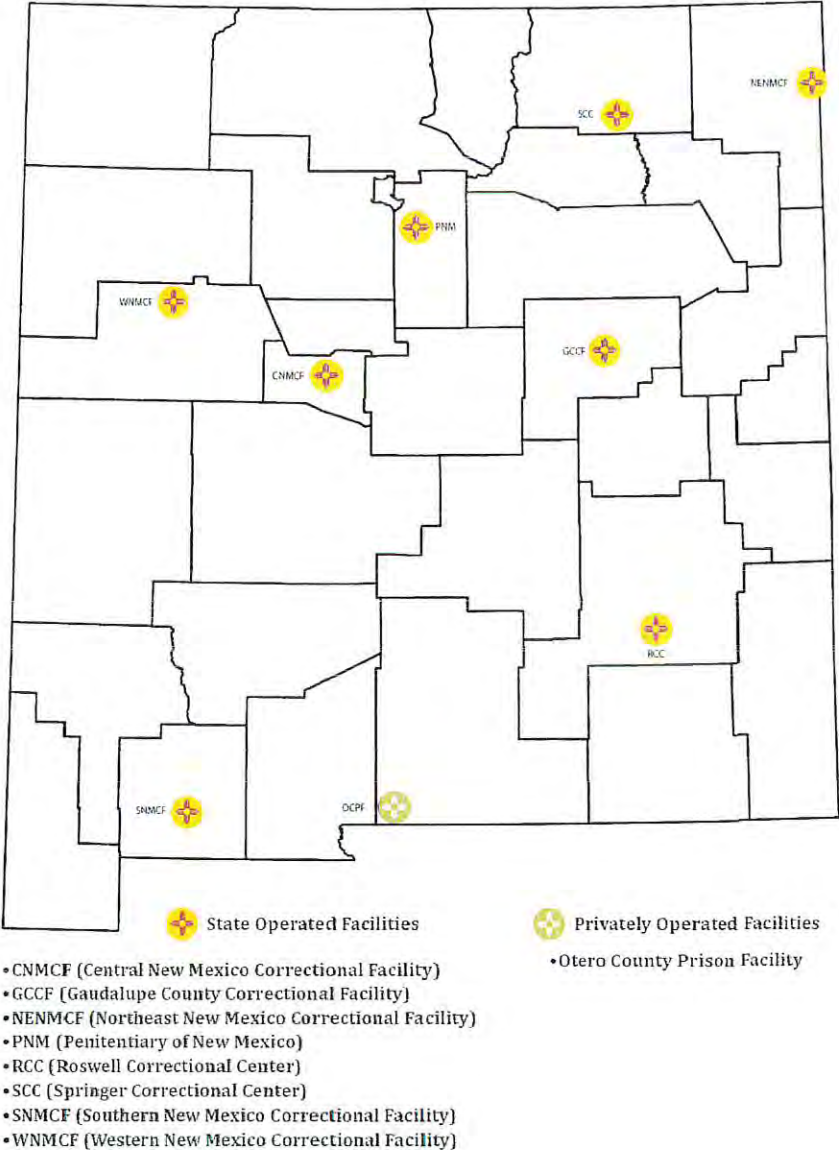 NENMCF
SCC
PNM
WNMCF
GCCF
CNMCF
RCC
SNMCF
OCPF
State Operated Facilities
Privately Operated Facilities
•CNMCF (Central New Mexico Correctional Facility)
•GCCF (Gaudalupe County Correctional Facility)
•NENMCF (Northeast New Mexico Correctional Facility)
•PNM (Penitentiary of New Mexico)
•RCC (Roswell Correctional Center)
•SCC (Springer Correctional Center)
•SNMCF (Southern New Mexico Correctional Facility)
•WNMCF (Western New Mexico Correctional Facility)
•Otero County Prison Facility